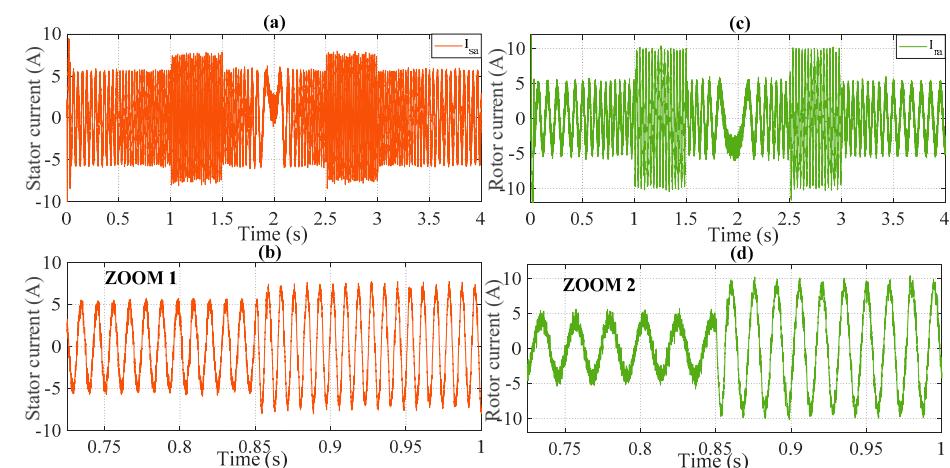 (a)
Stator current (A)
10
5
0
-5
-10
I_sa
0 0.5 1 1.5 2 2.5 3 3.5 4
Time (s)
(c)
Rotor current (A)
10
5
0
-5
-10
I_ra
0 0.5 1 1.5 2 2.5 3 3.5 4
Time (s)
(b)
ZOOM 1
Stator current (A)
10
5
0
-5
-10
0.75 0.8 0.85 0.9 0.95 1
Time (s)
(d)
ZOOM 2
Rotor current (A)
10
5
0
-5
-10
0.75 0.8 0.85 0.9 0.95 1
Time (s)